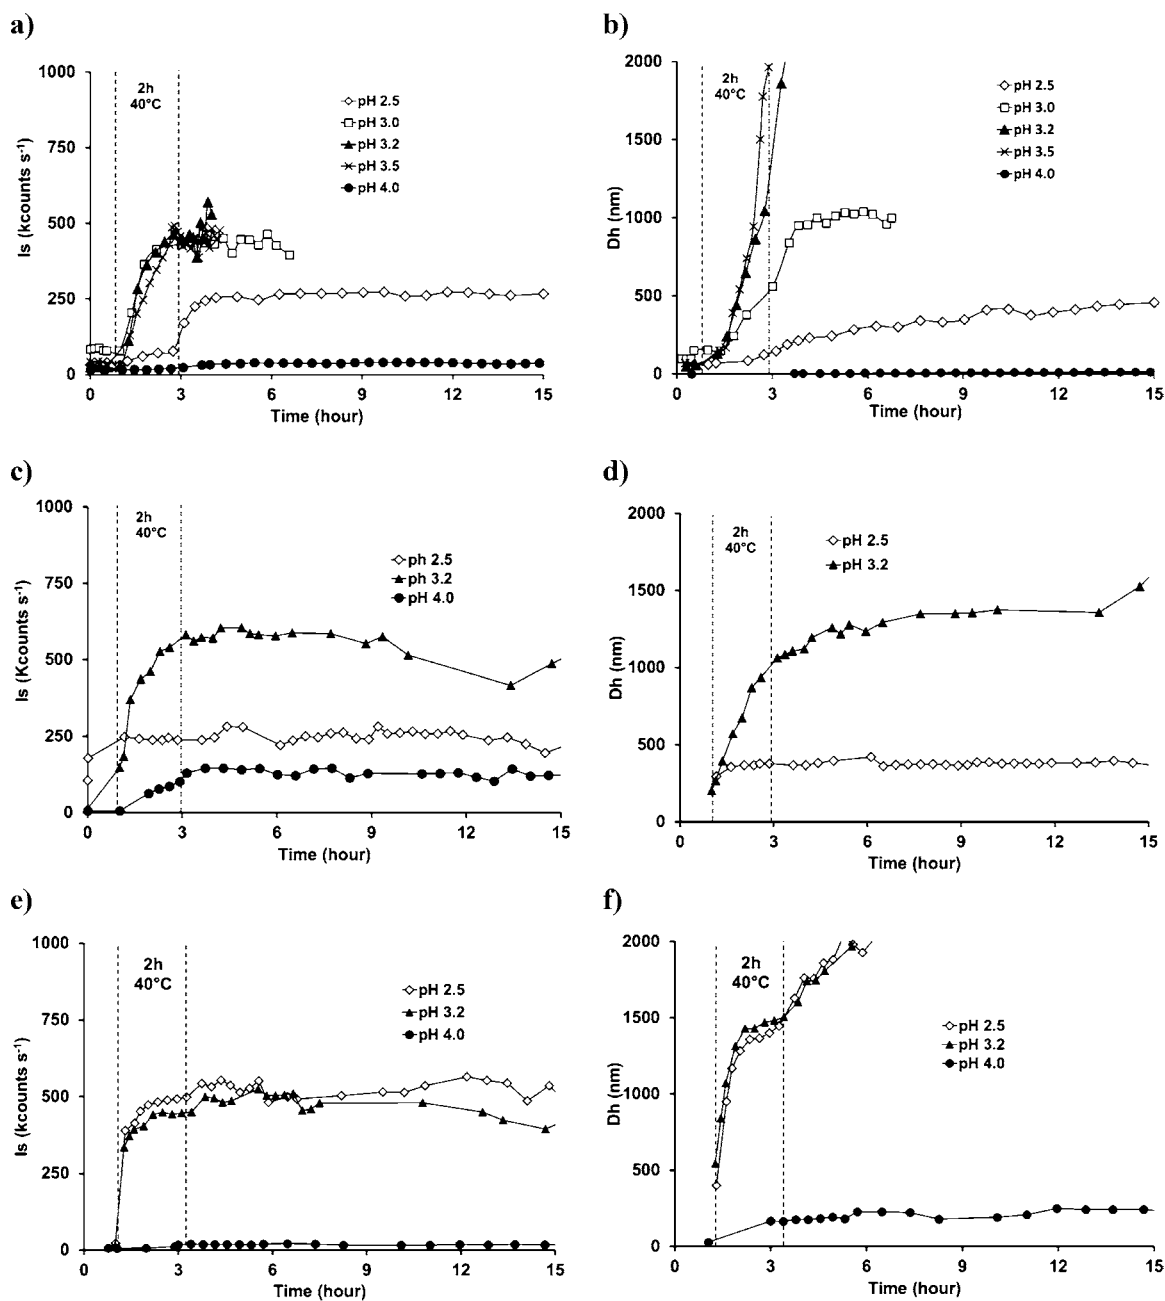 a)
1000
750
500
250
0
Is (kcounts s⁻¹)
2h
40°C
pH 2.5
pH 3.0
pH 3.2
pH 3.5
pH 4.0
0 3 6 9 12 15
Time (hour)
b)
2000
1500
1000
500
0
Dh (nm)
2h
40°C
pH 2.5
pH 3.0
pH 3.2
pH 3.5
pH 4.0
0 3 6 9 12 15
Time (hour)
c)
1000
750
500
250
0
Is (Kcounts s⁻¹)
2h
40°C
ph 2.5
ph 3.2
pH 4.0
0 3 6 9 12 15
Time (hour)
d)
2000
1500
1000
500
0
Dh (nm)
2h
40°C
pH 2.5
pH 3.2
0 3 6 9 12 15
Time (hour)
e)
1000
750
500
250
0
Is (kcounts s⁻¹)
2h
40°C
pH 2.5
pH 3.2
pH 4.0
0 3 6 9 12 15
Time (hour)
f)
2000
1500
1000
500
0
Dh (nm)
2h
40°C
pH 2.5
pH 3.2
pH 4.0
0 3 6 9 12 15
Time (hour)